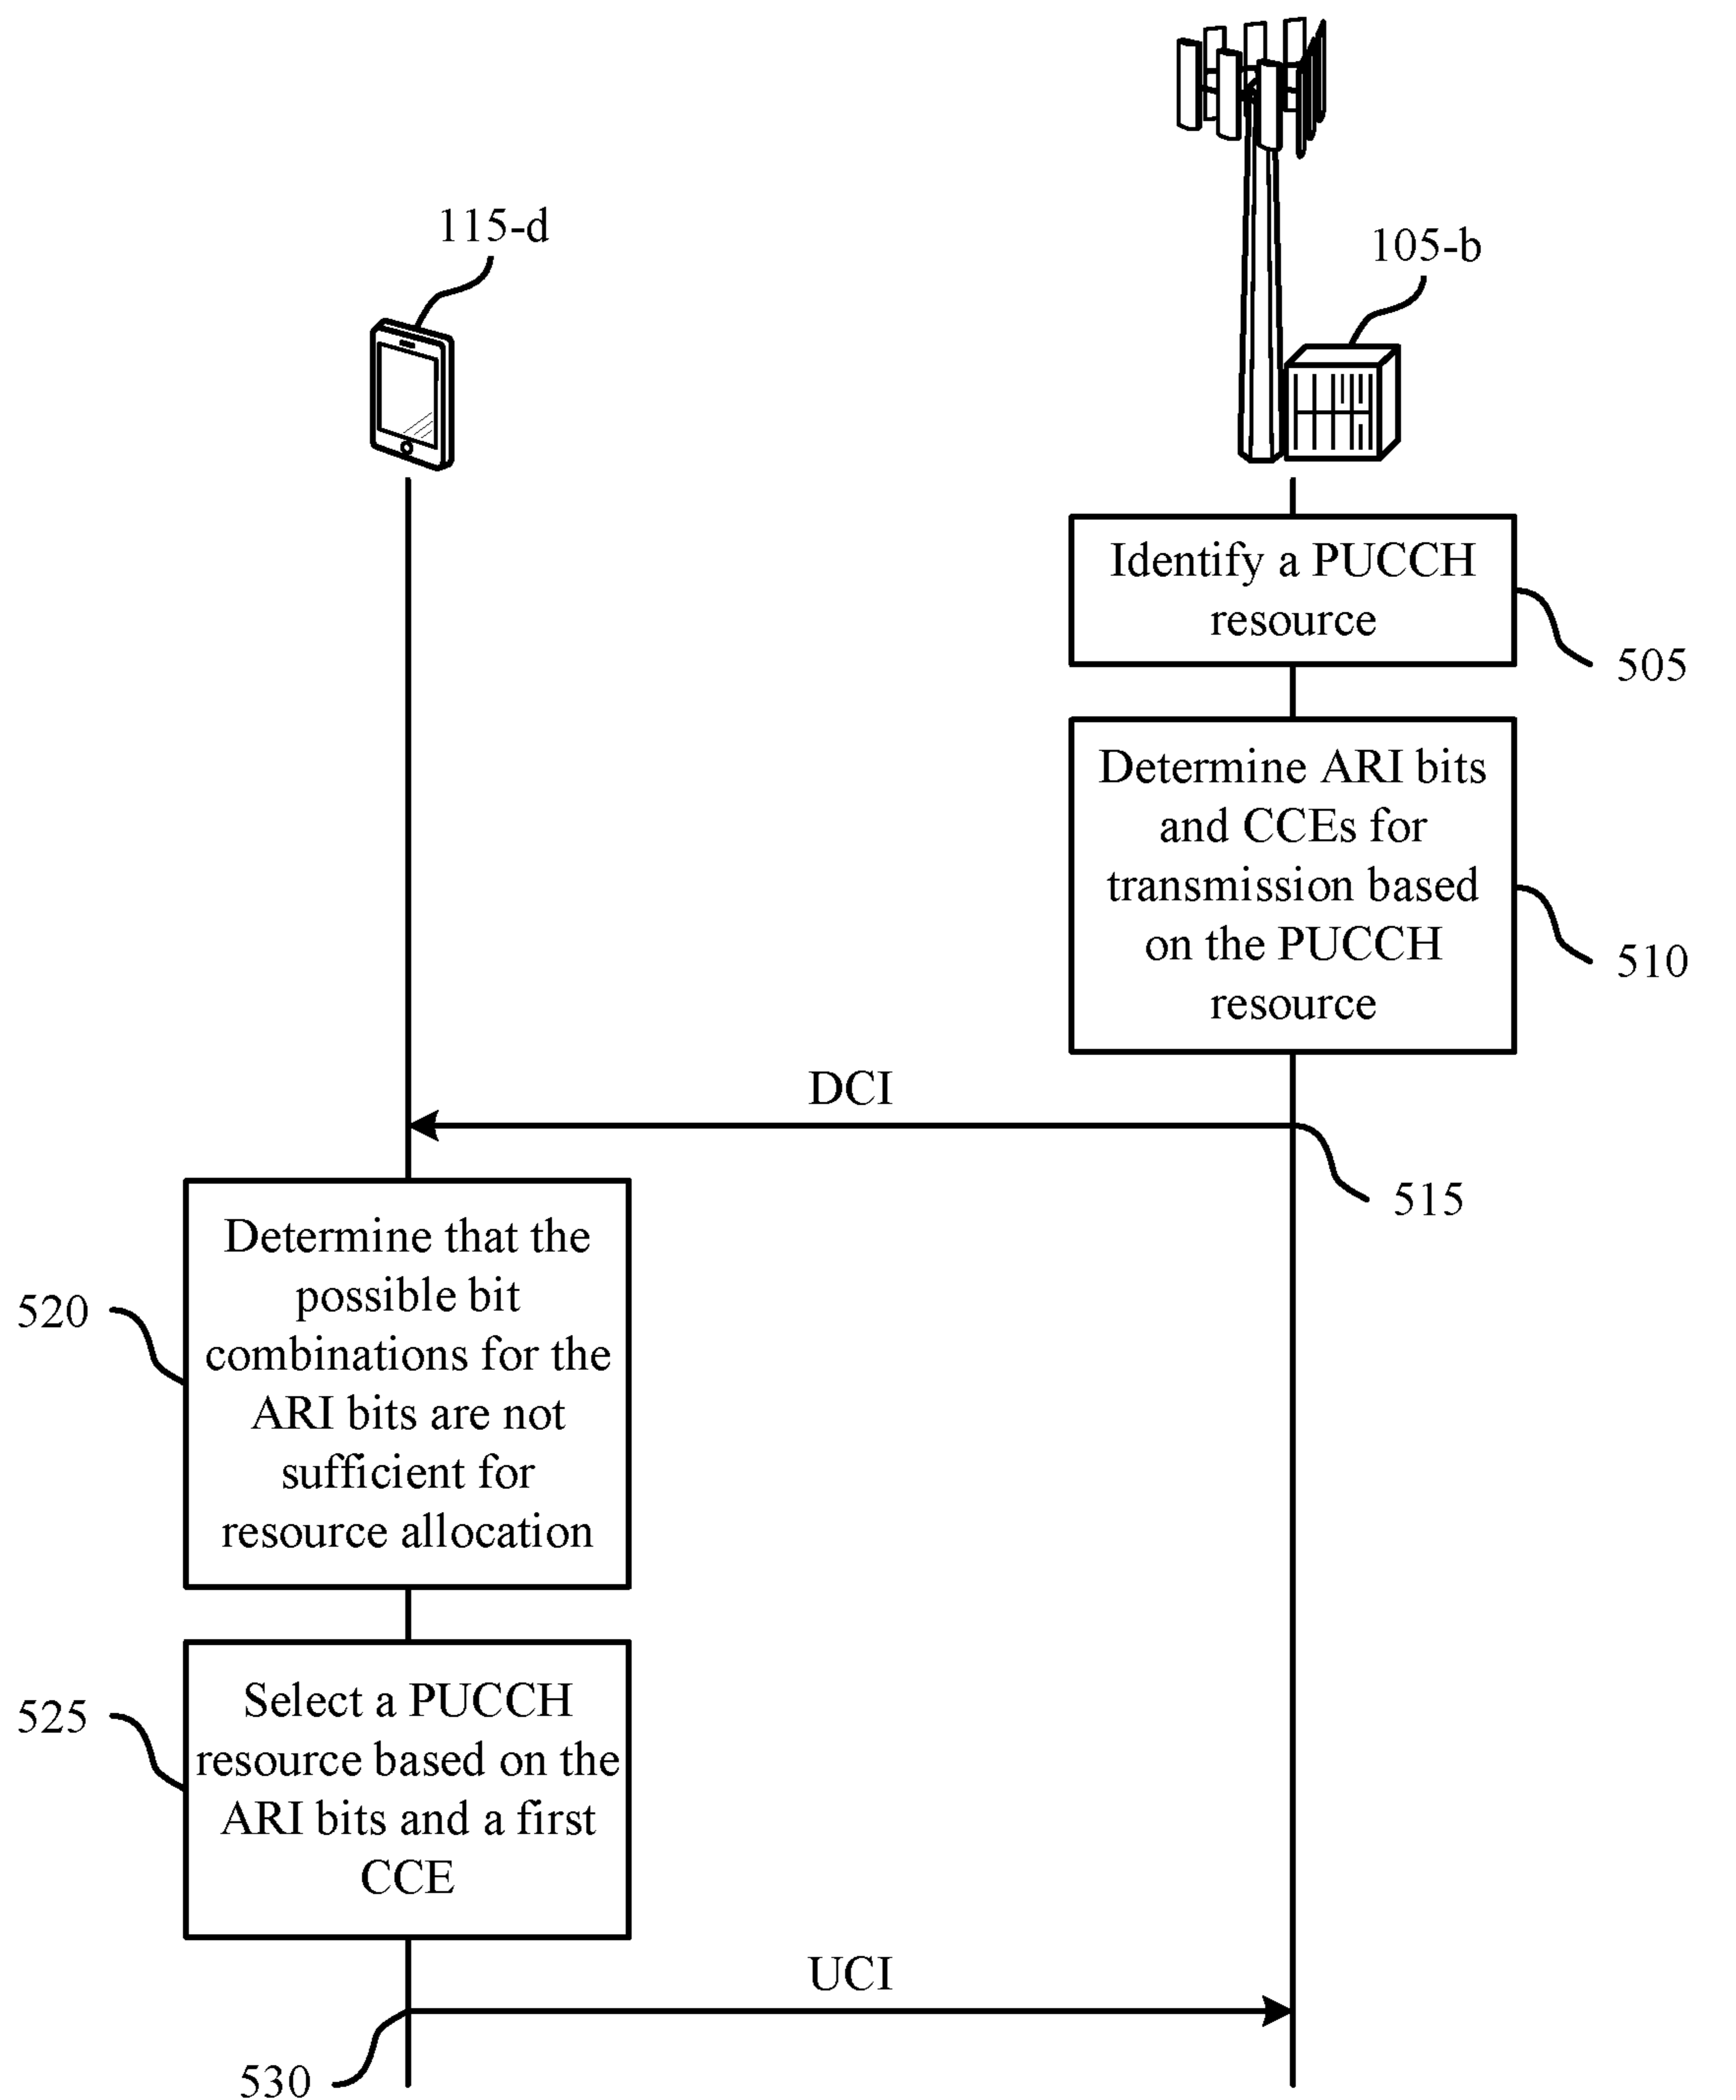 115-d
105-b
Identify a PUCCH
resource
505
Determine ARI bits
and CCEs for
transmission based
on the PUCCH
resource
510
DCI
515
Determine that the
possible bit
combinations for the
ARI bits are not
sufficient for
resource allocation
520
Select a PUCCH
resource based on the
ARI bits and a first
CCE
525
UCI
530